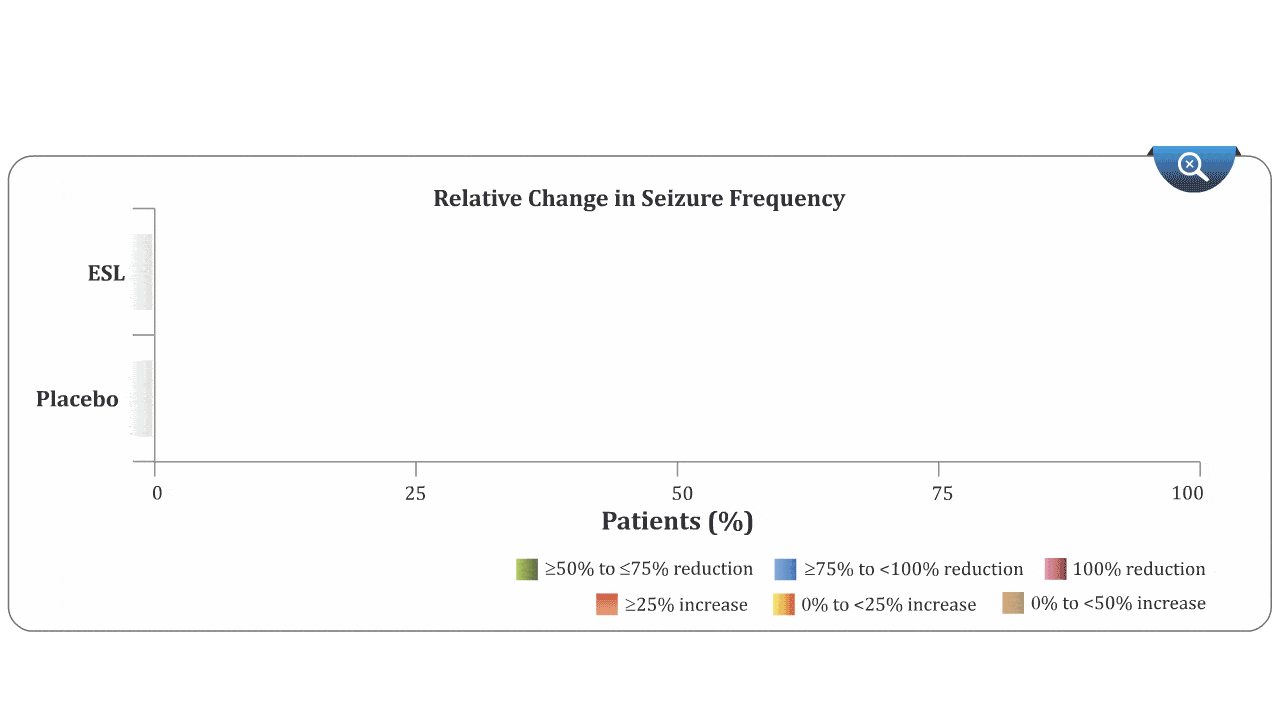 Relative Change in Seizure Frequency
ESL
Placebo
0 25 50 75 100
Patients (%)
≥50% to ≤75% reduction ≥75% to <100% reduction 100% reduction
≥25% increase 0% to <25% increase 0% to <50% increase